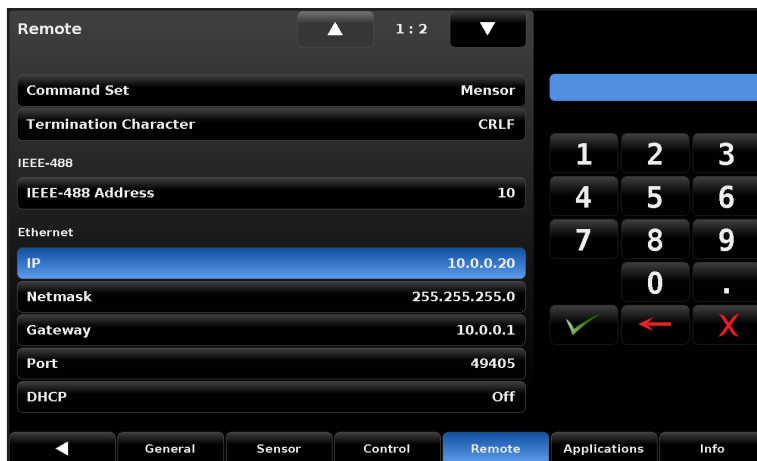 Remote 1 : 2
Command Set Mensor
Termination Character CRLF
IEEE-488
IEEE-488 Address 10
Ethernet
IP 10.0.0.20
Netmask 255.255.255.0
Gateway 10.0.0.1
Port 49405
DHCP Off
1 2 3
4 5 6
7 8 9
0 .
X
General Sensor Control Remote Applications Info